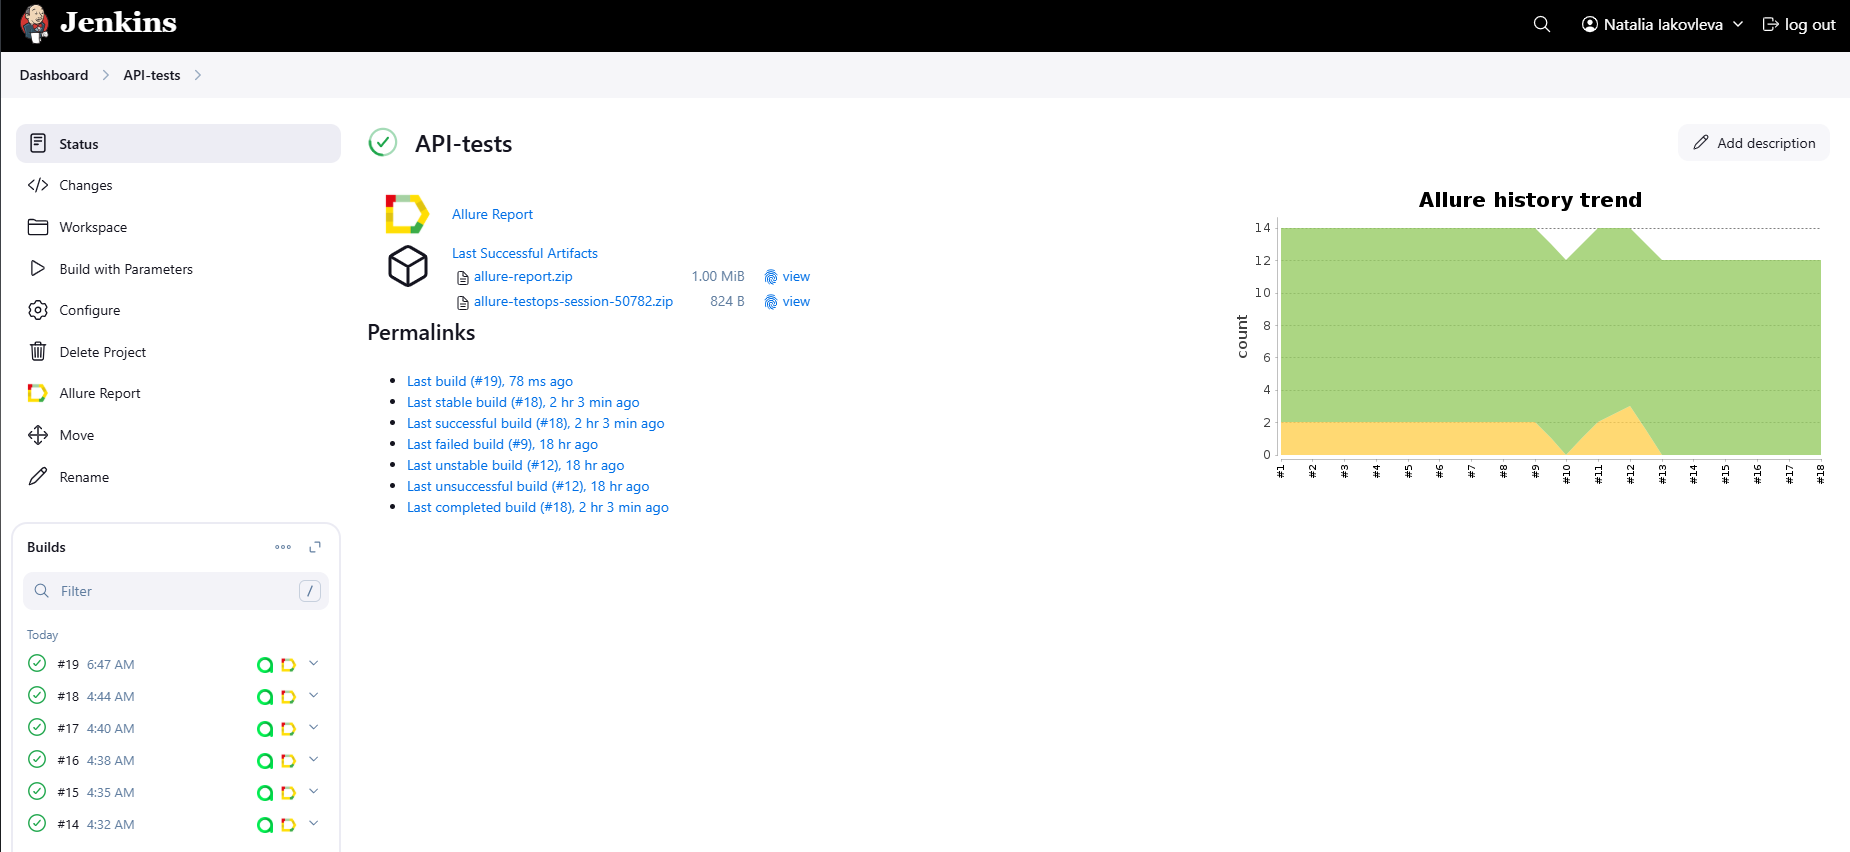 Jenkins
Natalia Iakovleva
log out
Dashboard
API-tests
Status
Changes
Workspace
Build with Parameters
Configure
Delete Project
Allure Report
Move
Rename
Builds
Filter
/
Today
#19 6:47 AM
#18 4:44 AM
#17 4:40 AM
#16 4:38 AM
#15 4:35 AM
#14 4:32 AM
API-tests
Add description
Allure Report
Last Successful Artifacts
allure-report.zip 1.00 MiB view
allure-testops-session-50782.zip 824 B view
Permalinks
Last build (#19), 78 ms ago
Last stable build (#18), 2 hr 3 min ago
Last successful build (#18), 2 hr 3 min ago
Last failed build (#9), 18 hr ago
Last unstable build (#12), 18 hr ago
Last unsuccessful build (#12), 18 hr ago
Last completed build (#18), 2 hr 3 min ago
Allure history trend
count
14
12
10
8
6
4
2
0
#1 #2 #3 #4 #5 #6 #7 #8 #9 #10 #11 #12 #13 #14 #15 #16 #17 #18